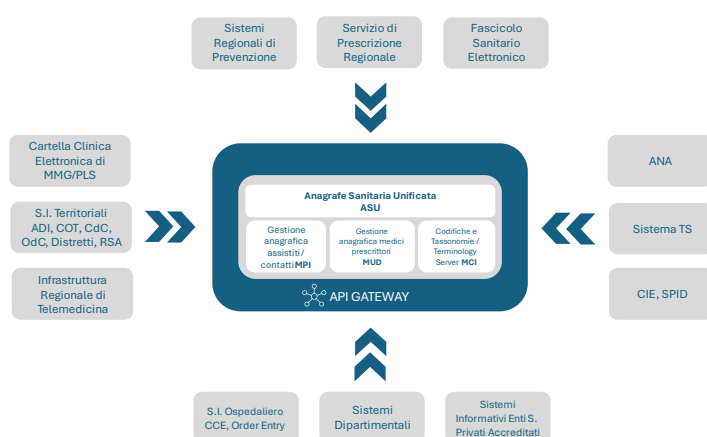 Sistemi
Regionali di
Prevenzione
Servizio di
Prescrizione
Regionale
Fascicolo
Sanitario
Elettronico
Cartella Clinica
Elettronica di
MMG/PLS
S.I. Territoriali
ADI, COT, CdC,
OdC, Distretti, RSA
Infrastruttura
Regionale di
Telemedicina
Anagrafe Sanitaria Unificata
ASU
Gestione
anagrafica
assistiti/
contatti MPI
Gestione
anagrafica medici
prescrittori
MUD
Codifiche e
Tassonomie /
Terminology
Server MCI
API GATEWAY
ANA
Sistema TS
CIE, SPID
S.I. Ospedaliero
CCE, Order Entry
Sistemi
Dipartimentali
Sistemi
Informativi Enti S.
Privati Accreditati